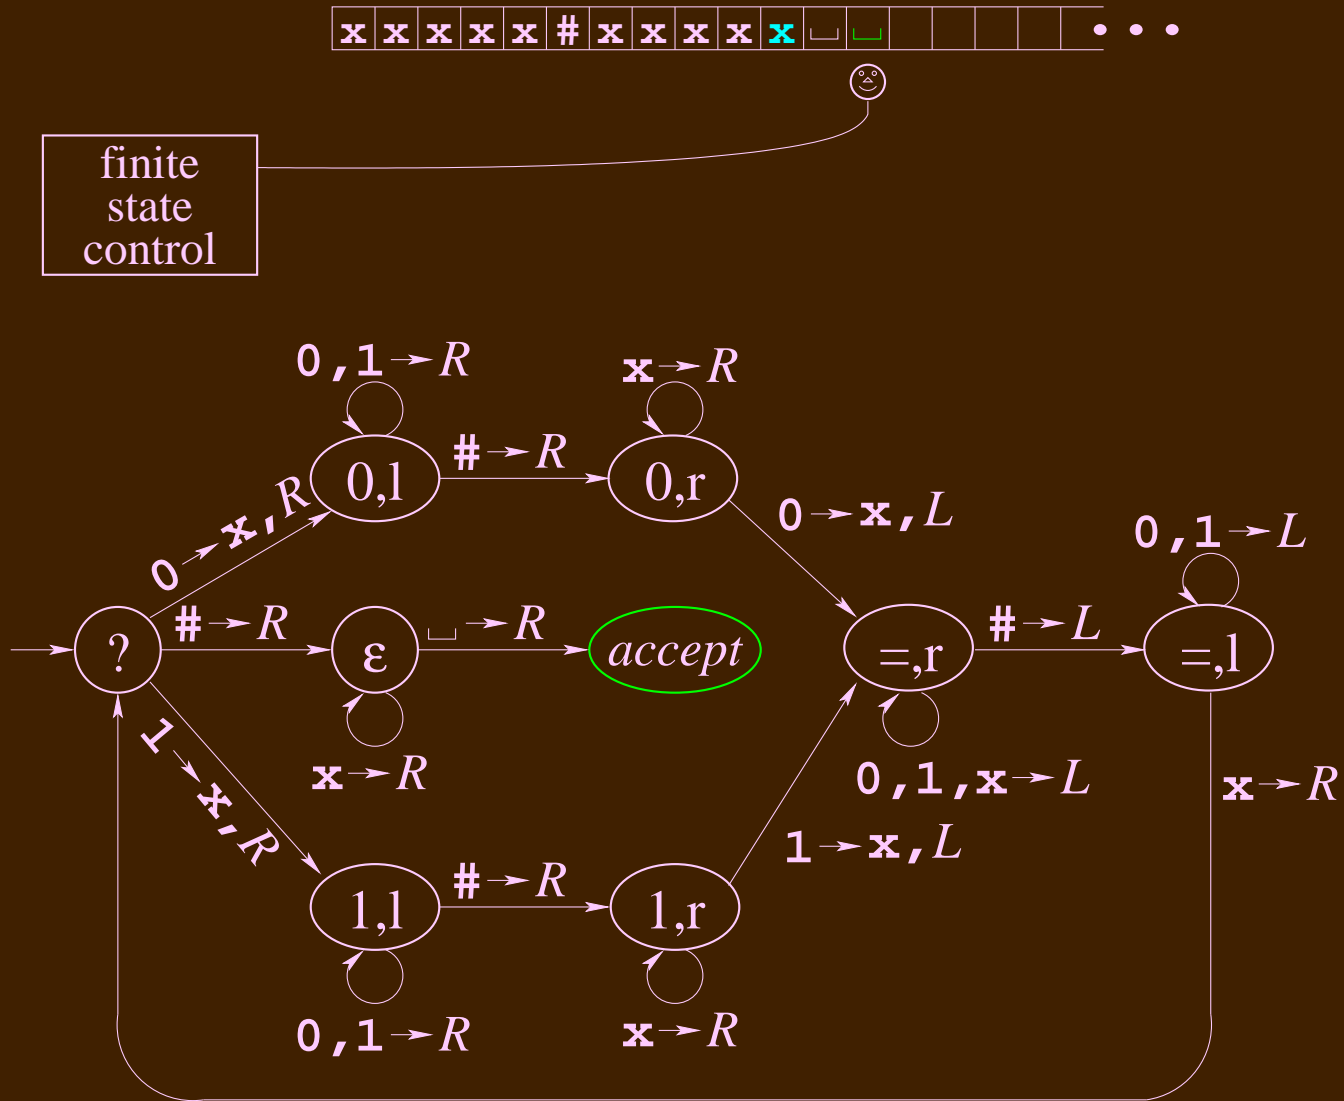 x x x x x # x x x x x ␣ ␣ • • •
finite
state
control
0,1→R
x→R
#→R
#→R
0,l
0,r
0→x,R
0→x,L
0,1→L
#→R
␣→R
#→L
?
ε
accept
=,r
=,l
1→x,R
x→R
0,1,x→L
x→R
1→x,L
#→R
1,l
1,r
0,1→R
x→R